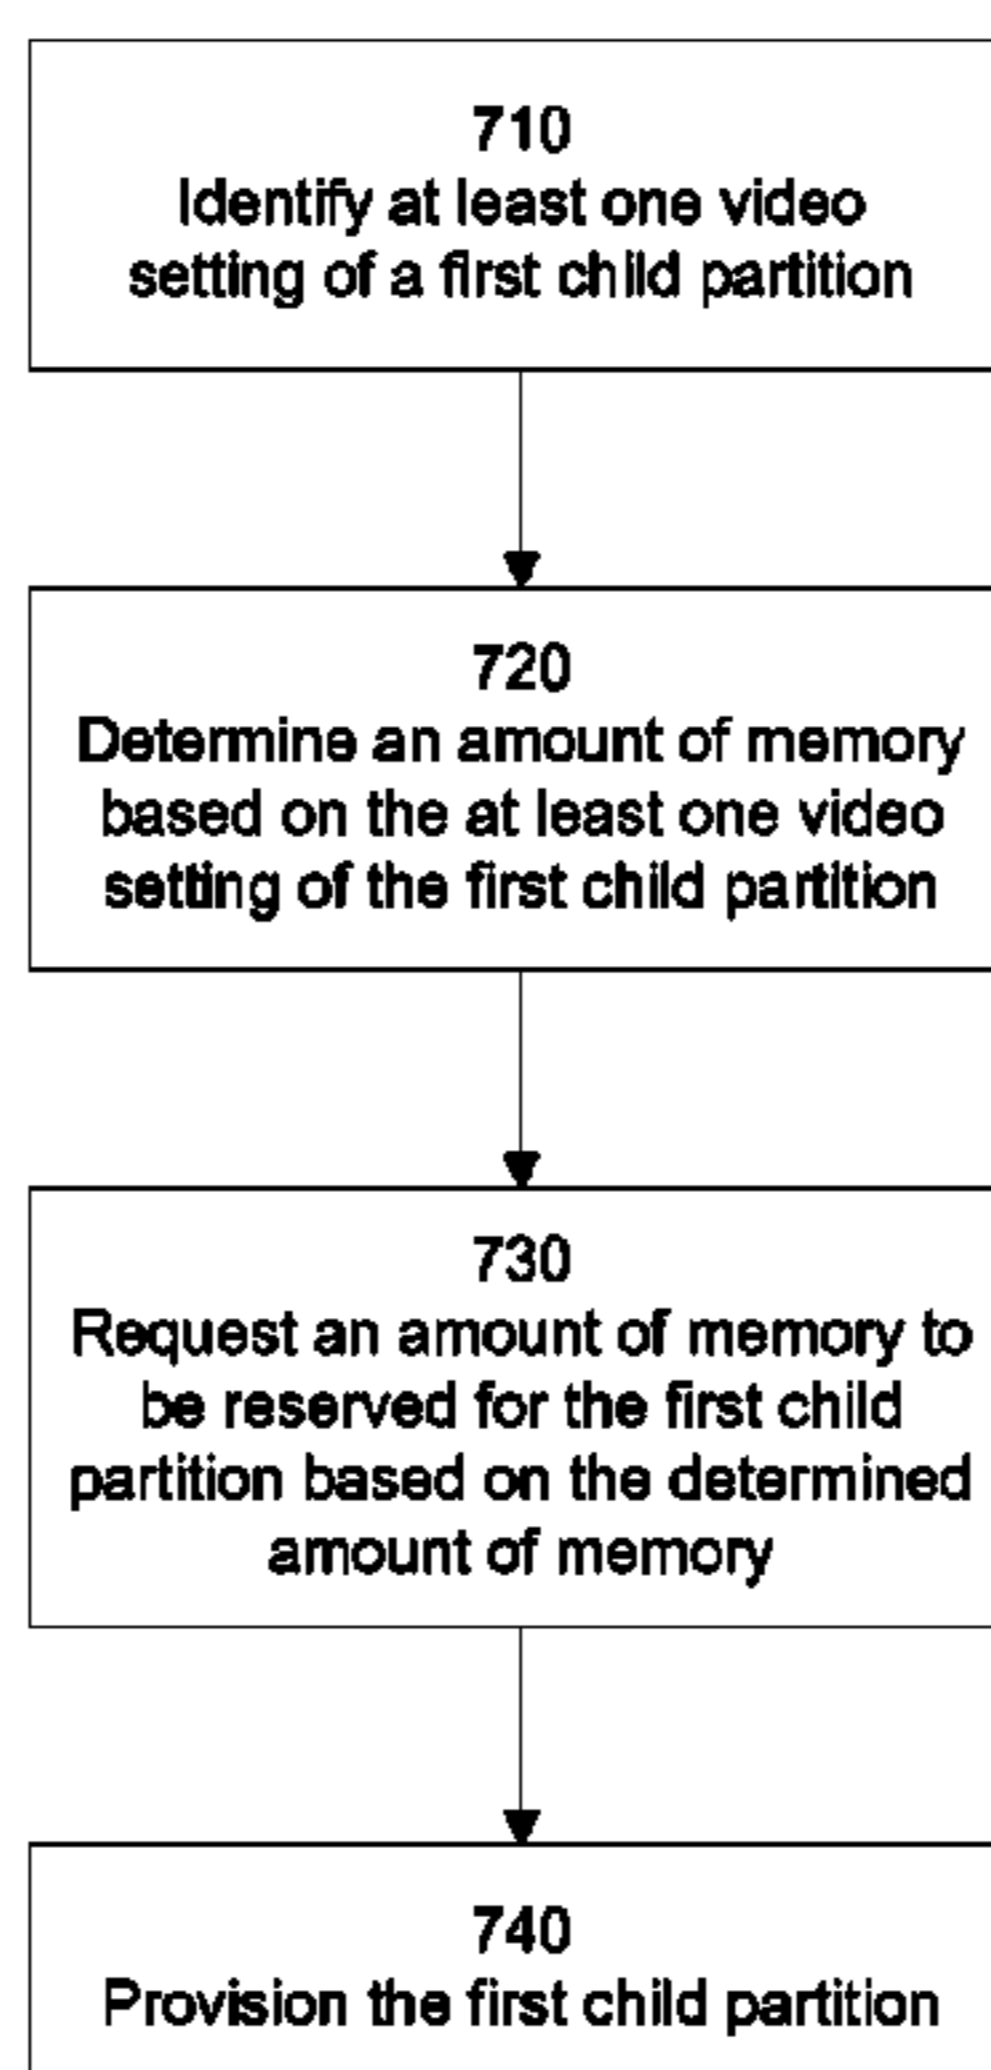 710
Identify at least one video
setting of a first child partition
720
Determine an amount of memory
based on the at least one video
setting of the first child partition
730
Request an amount of memory to
be reserved for the first child
partition based on the determined
amount of memory
740
Provision the first child partition